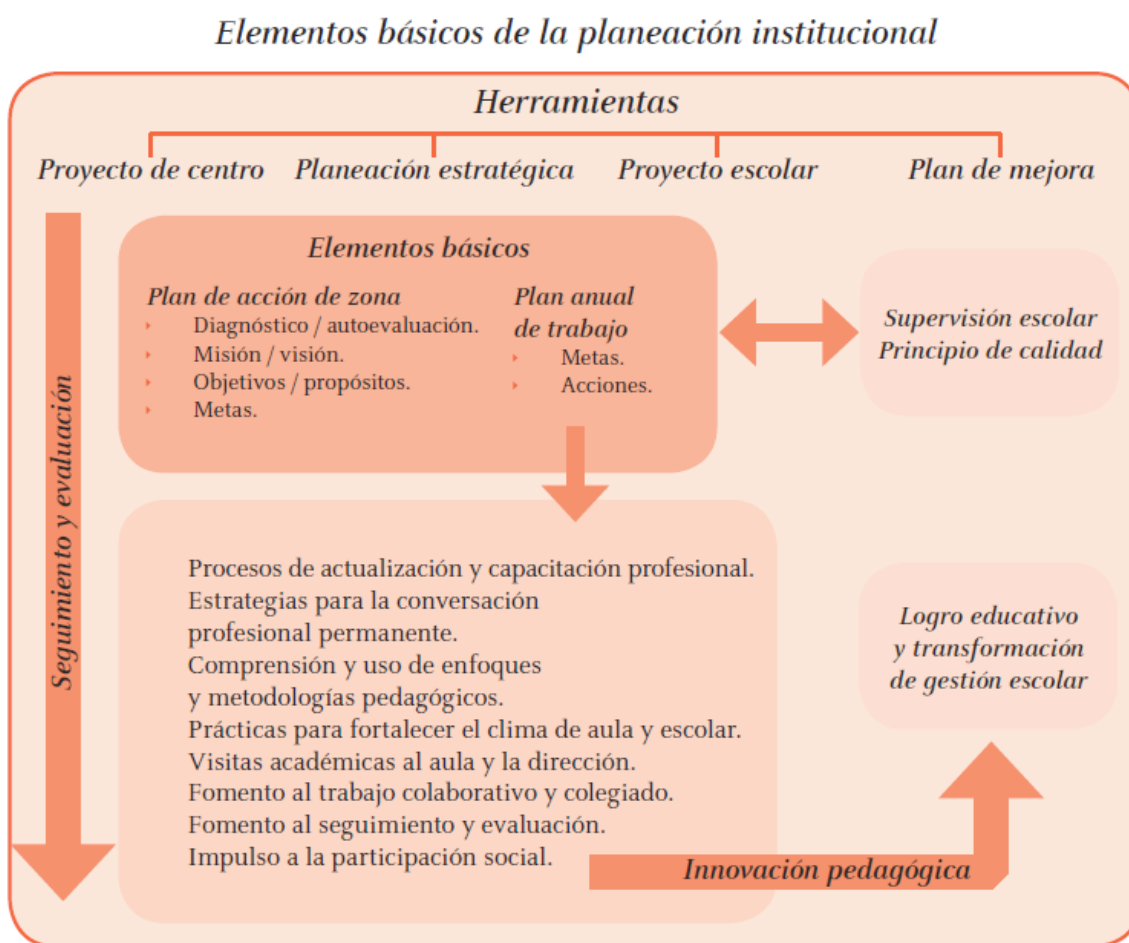 Elementos básicos de la planeación institucional
Herramientas
Proyecto de centro
Planeación estratégica
Proyecto escolar
Plan de mejora
Seguimiento y evaluación
Elementos básicos
Plan de acción de zona
Diagnóstico / autoevaluación.
Misión / visión.
Objetivos / propósitos.
Metas.
Plan anual
de trabajo
Metas.
Acciones.
Supervisión escolar
Principio de calidad
Procesos de actualización y capacitación profesional.
Estrategias para la conversación
profesional permanente.
Comprensión y uso de enfoques
y metodologías pedagógicos.
Prácticas para fortalecer el clima de aula y escolar.
Visitas académicas al aula y la dirección.
Fomento al trabajo colaborativo y colegiado.
Fomento al seguimiento y evaluación.
Impulso a la participación social.
Innovación pedagógica
Logro educativo
y transformación
de gestión escolar